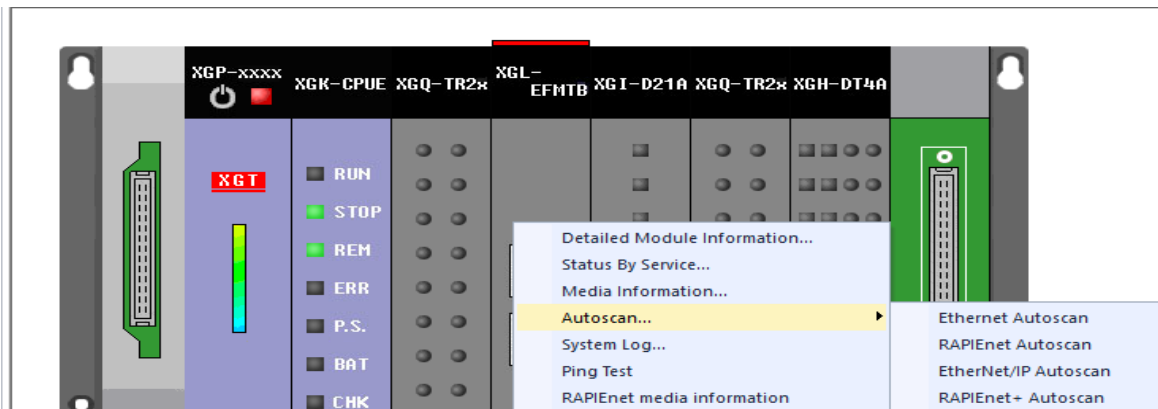 XGP-xxxx
XGK-CPUE
XGQ-TR2x
XGL-
EFMTB
XGI-D21A
XGQ-TR2x
XGH-DT4A
XGT
RUN
STOP
REM
ERR
P.S.
BAT
CHK
Detailed Module Information...
Status By Service...
Media Information...
Autoscan...
System Log...
Ping Test
RAPIEnet media information
Ethernet Autoscan
RAPIEnet Autoscan
EtherNet/IP Autoscan
RAPIEnet+ Autoscan